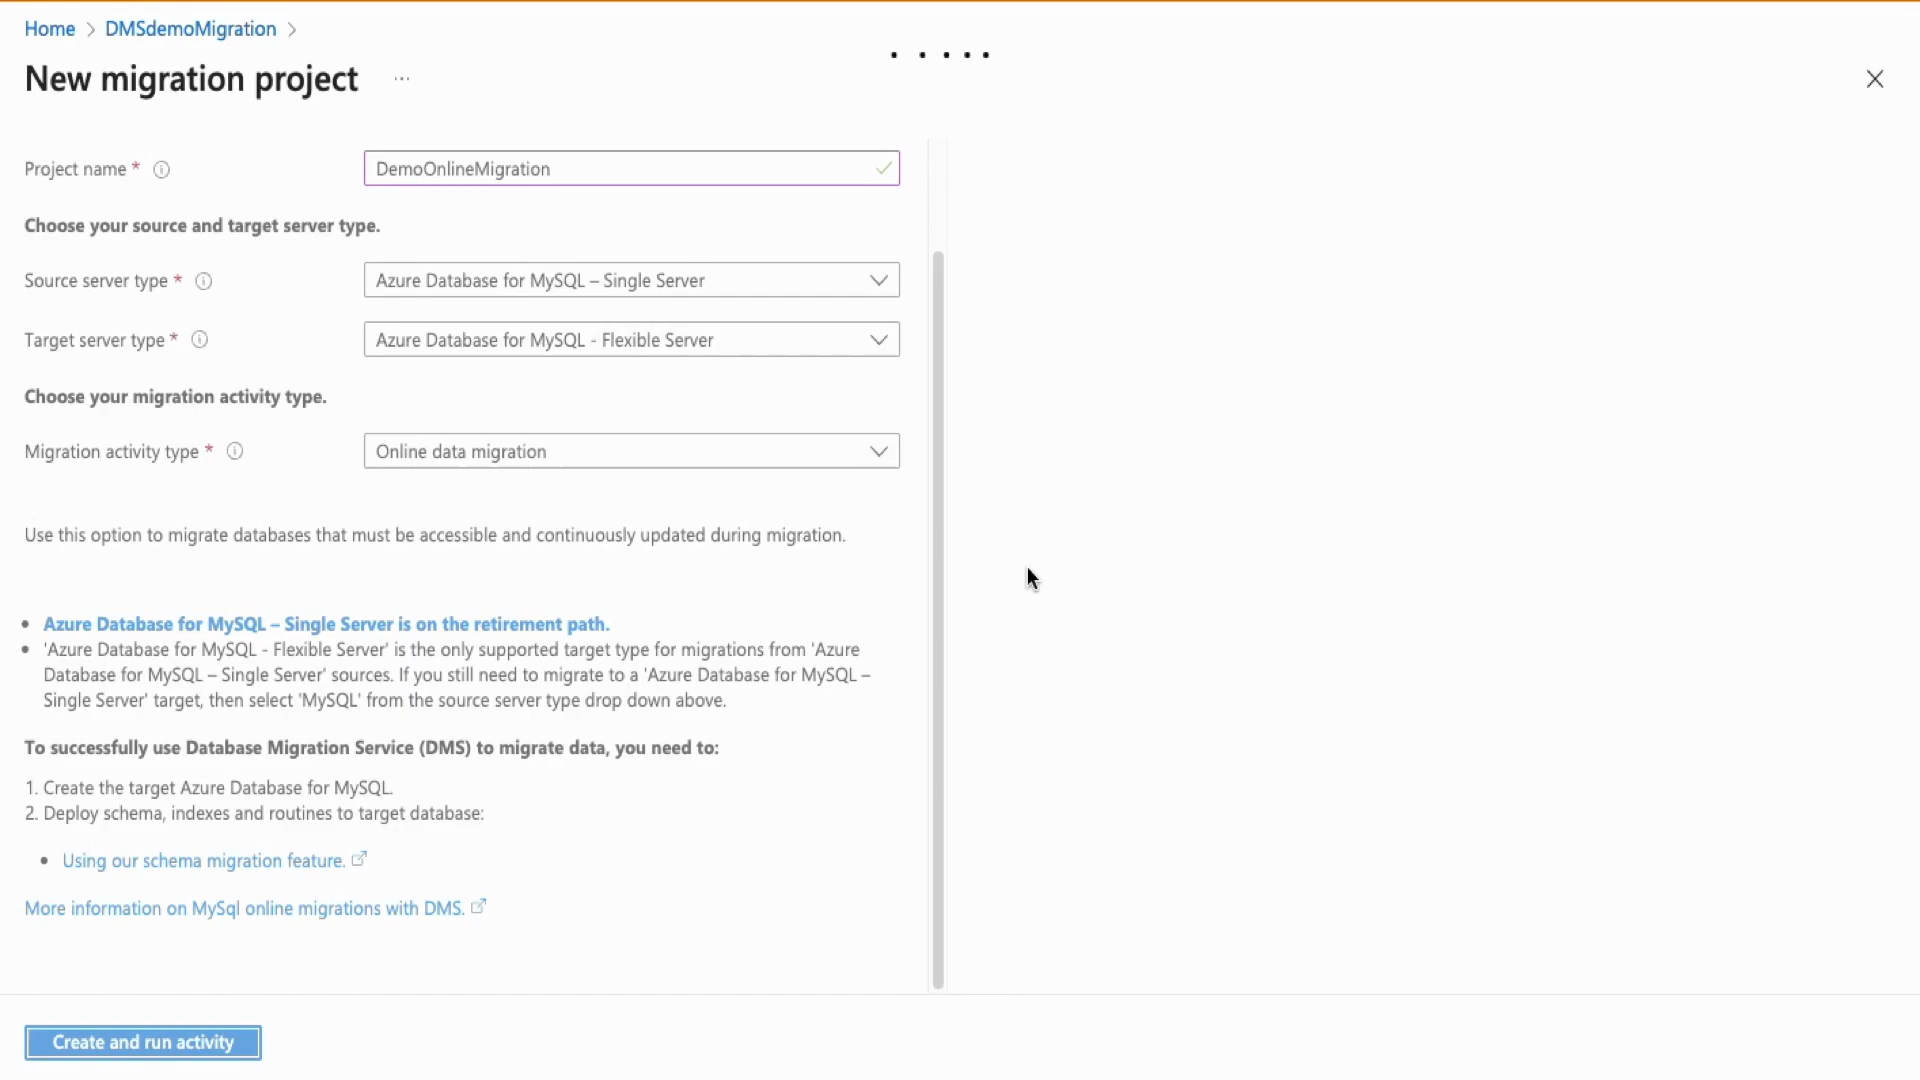 Home > DMSdemoMigration >
New migration project ...
Project name *
DemoOnlineMigration
Choose your source and target server type.
Source server type *
Azure Database for MySQL – Single Server
Target server type *
Azure Database for MySQL - Flexible Server
Choose your migration activity type.
Migration activity type *
Online data migration
Use this option to migrate databases that must be accessible and continuously updated during migration.
• Azure Database for MySQL – Single Server is on the retirement path.
• 'Azure Database for MySQL - Flexible Server' is the only supported target type for migrations from 'Azure
Database for MySQL – Single Server' sources. If you still need to migrate to a 'Azure Database for MySQL –
Single Server' target, then select 'MySQL' from the source server type drop down above.
To successfully use Database Migration Service (DMS) to migrate data, you need to:
1. Create the target Azure Database for MySQL.
2. Deploy schema, indexes and routines to target database:
• Using our schema migration feature.
More information on MySql online migrations with DMS.
Create and run activity